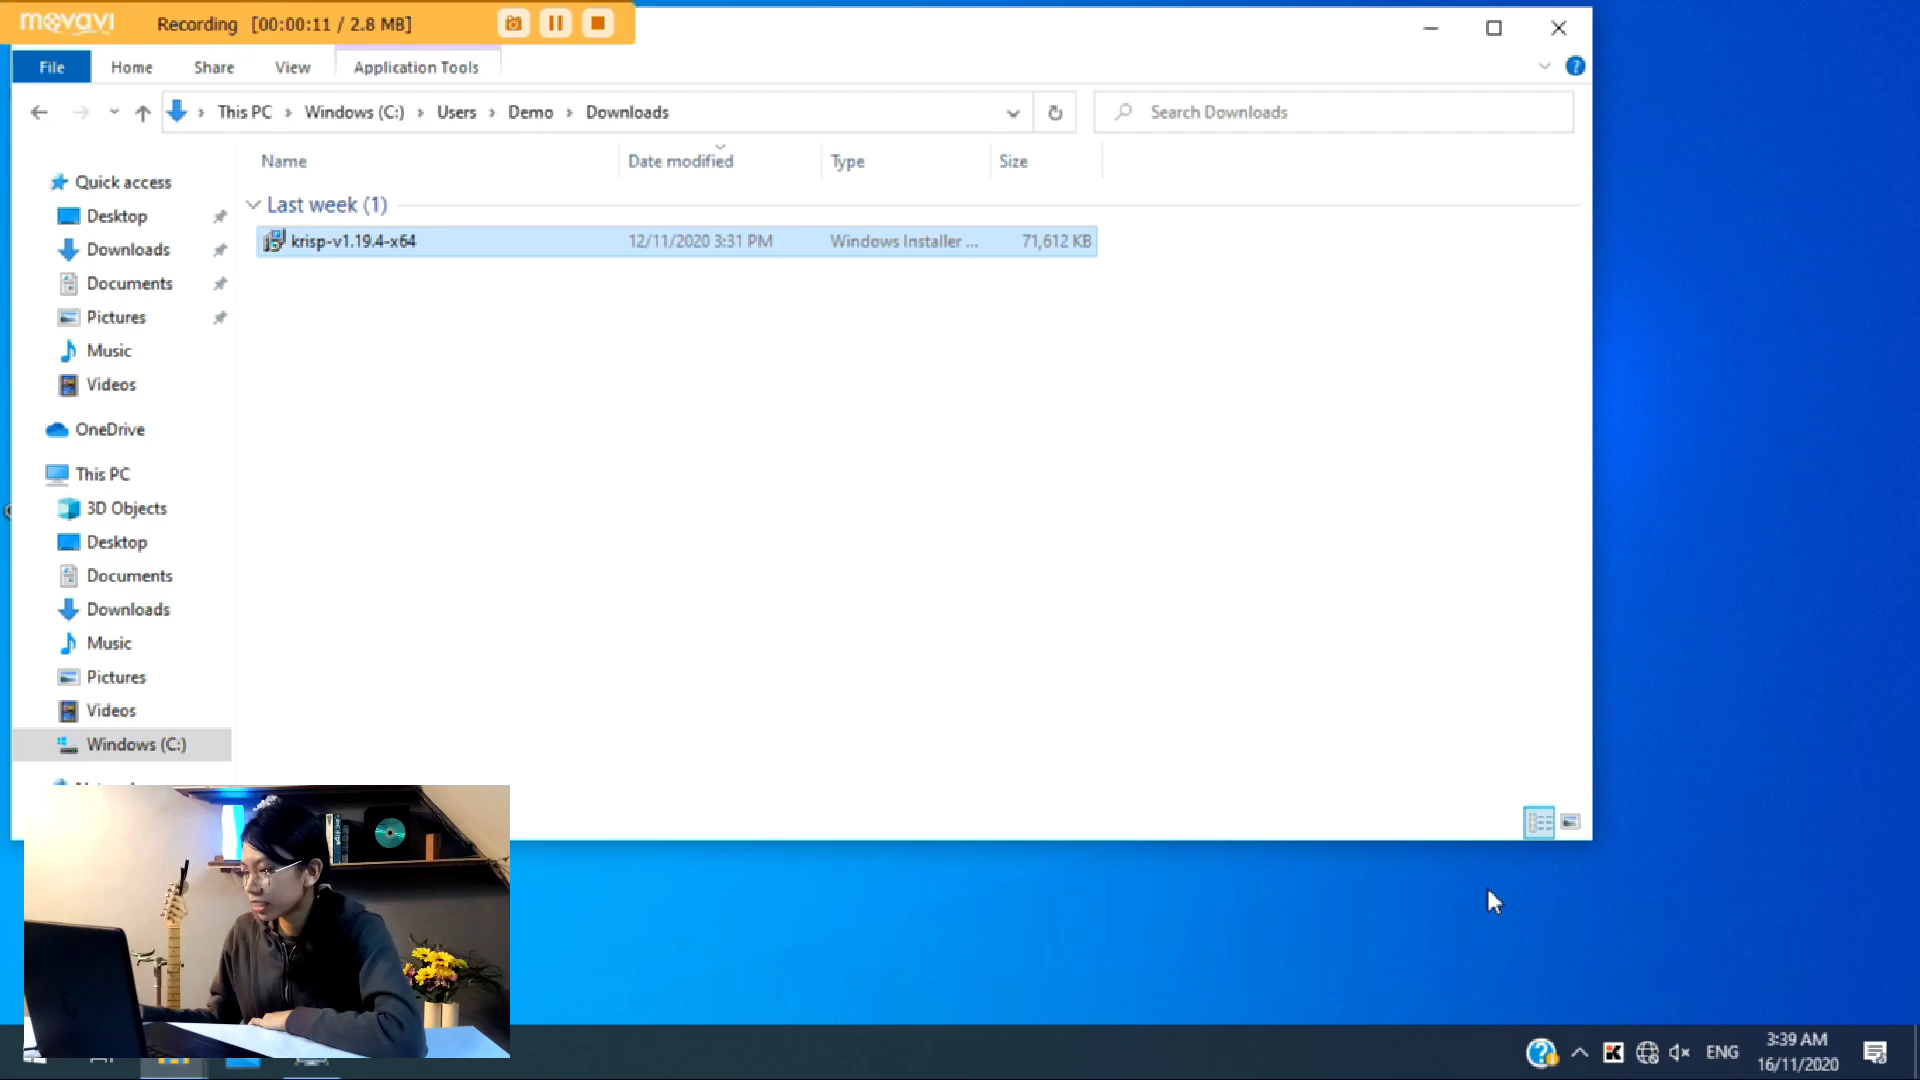 movavi
Recording [00:00:11 / 2.8 MB]
File Home Share View Application Tools
This PC > Windows (C:) > Users > Demo > Downloads
Search Downloads
Name Date modified Type Size
Last week (1)
krisp-v1.19.4-x64 12/11/2020 3:31 PM Windows Installer ... 71,612 KB
Quick access
Desktop
Downloads
Documents
Pictures
Music
Videos
OneDrive
This PC
3D Objects
Desktop
Documents
Downloads
Music
Pictures
Videos
Windows (C:)
ENG
3:39 AM
16/11/2020